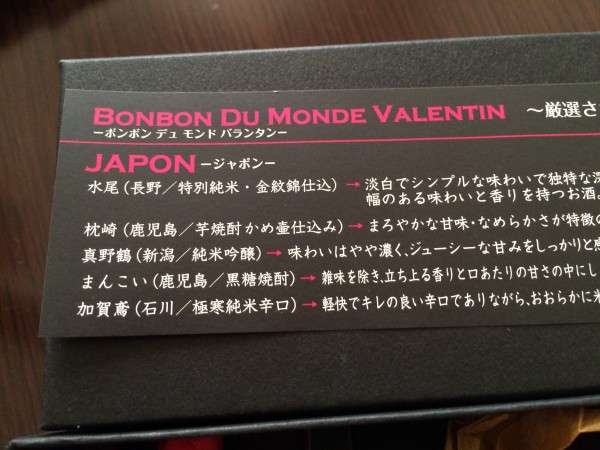 BONBON DU MONDE VALENTIN ～厳選さ
－ボンボン デュ モンド バランタン－
JAPON －ジャポン－
水尾（長野／特別純米・金紋錦仕込）→ 淡白でシンプルな味わいで独特な深
幅のある味わいと香りを持つお酒。
枕崎（鹿児島／芋焼酎 かめ壷仕込み）→ まろやかな甘味・なめらかさが特徴の
真野鶴（新潟／純米吟醸）→ 味わいはやや濃く、ジューシーな甘みをしっかりと感
まんこい（鹿児島／黒糖焼酎）→ 雑味を除き、立ち上る香りと口あたりの甘さの中にし
加賀鳶（石川／極寒純米辛口）→ 軽快でキレの良い辛口でありながら、おおらかに米